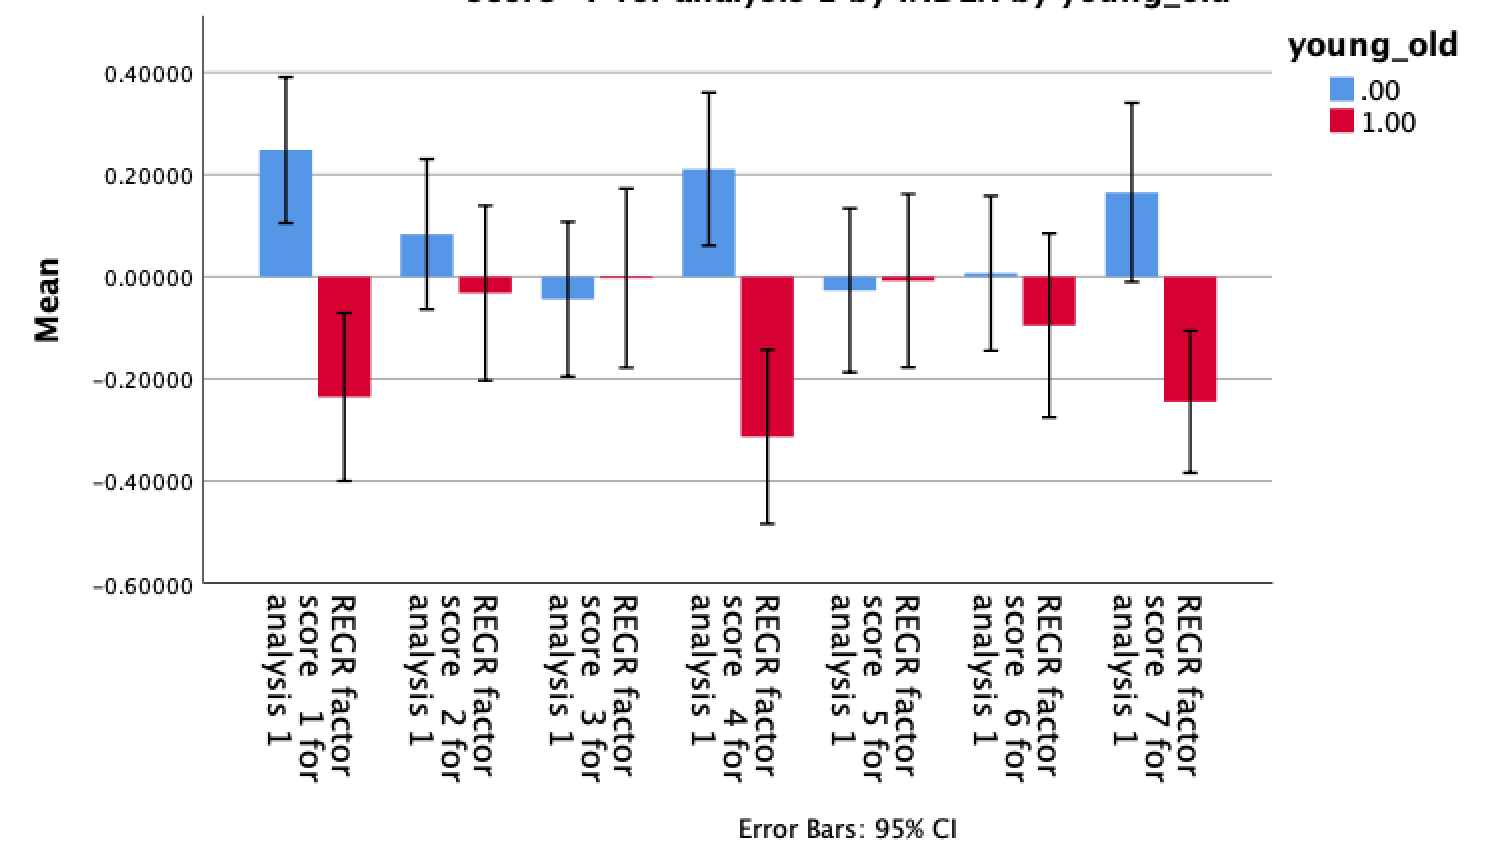 young_old
.00
1.00
0.40000
0.20000
0.00000
-0.20000
-0.40000
-0.60000
Mean
REGR factor
score 1 for
analysis 1
REGR factor
score 2 for
analysis 1
REGR factor
score 3 for
analysis 1
REGR factor
score 4 for
analysis 1
REGR factor
score 5 for
analysis 1
REGR factor
score 6 for
analysis 1
REGR factor
score 7 for
analysis 1
Error Bars: 95% CI